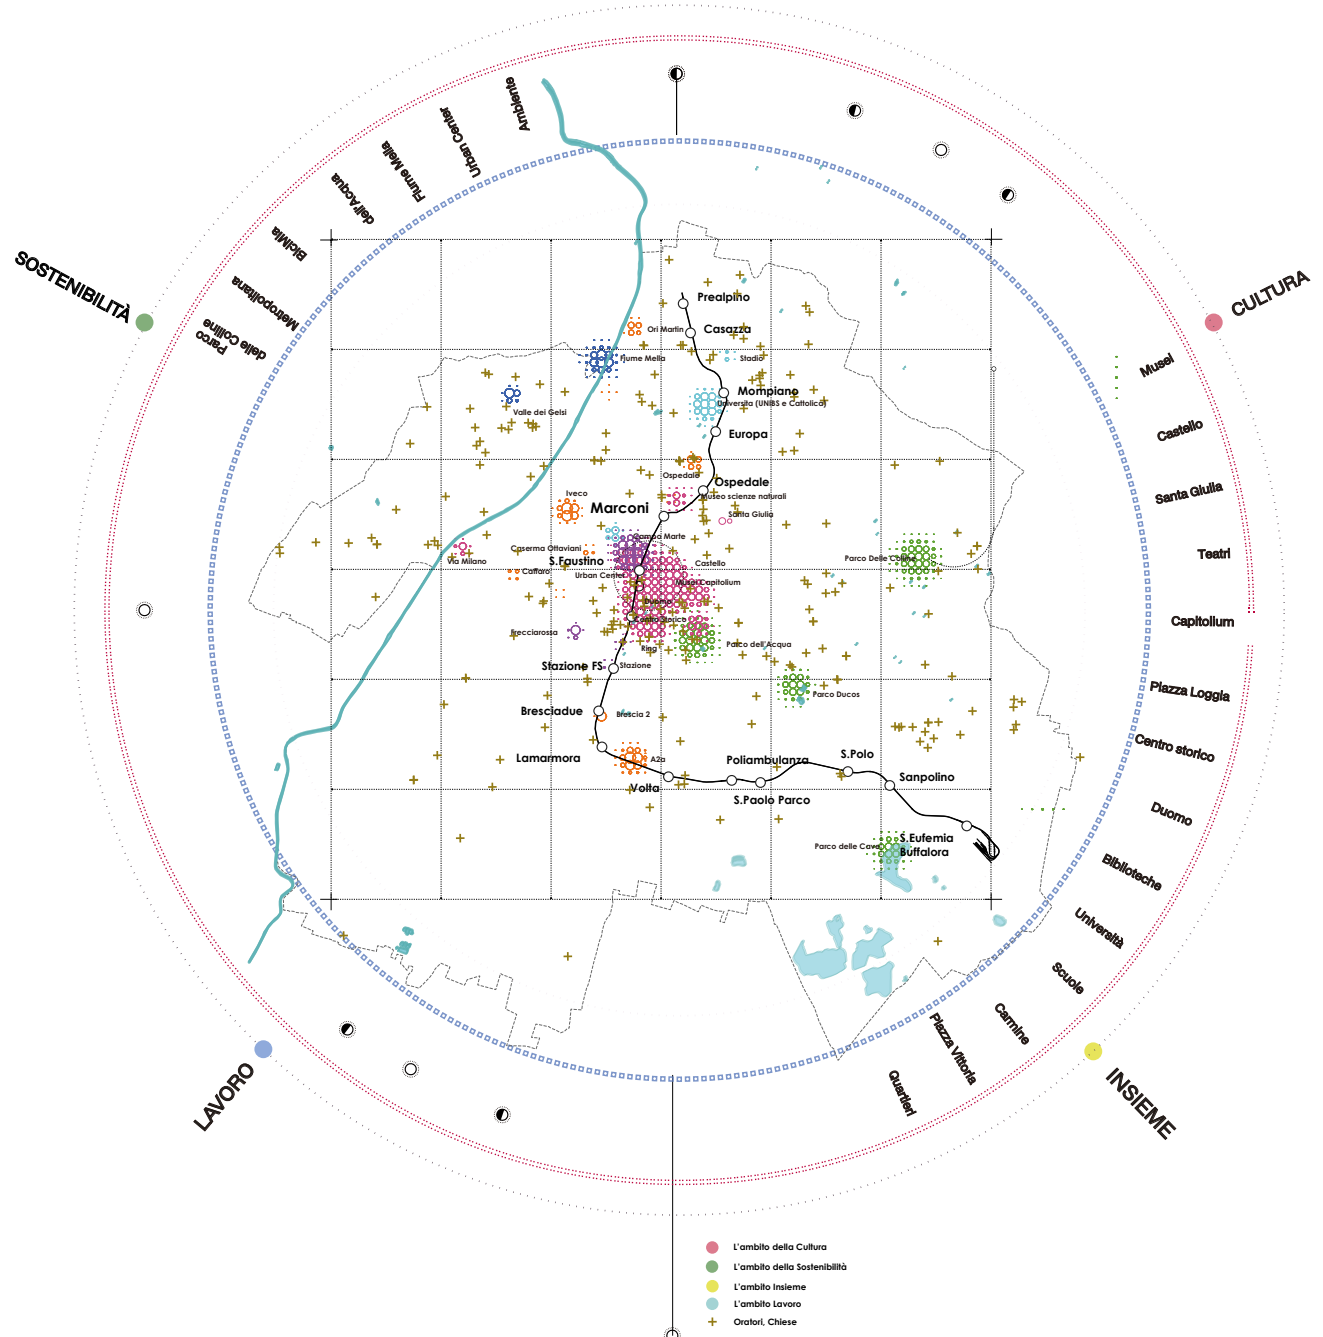 SOSTENIBILITÀ
CULTURA
LAVORO
INSIEME
Ambiente
Urban Center
Fiume Mella
dell'Acqua
BiciMia
Metropolitana
Parco
delle Colline
Musei
Castello
Santa Giulia
Teatri
Capitolium
Piazza Loggia
Centro storico
Duomo
Biblioteche
Università
Scuole
Carmine
Piazza Vittoria
Quartieri
Prealpino
Ori Martin
Casazza
Fiume Mella
Stadio
Mompiano
Universita (UNIBS e Cattolica)
Valle dei Gelsi
Europa
Ospedale
Ospedale
Iveco
Museo scienze naturali
Marconi
Santa Giulia
Campo Marte
Caserma Ottaviani
S.Faustino
Via Milano
Castello
Parco Delle Colline
Caffaro
Urban Center
Musei Capitolium
Duomo
Centro Storico
frecciarossa
Ring
Parco dell'Acqua
Stazione FS
Stazione
Parco Ducos
Bresciadue
Brescia 2
Lamarmora
A2a
Poliambulanza
S.Polo
Volta
Sanpolino
S.Paolo Parco
Parco delle Cave
S.Eufemia
Buffalora
L'ambito della Cultura
L'ambito della Sostenibilità
L'ambito Insieme
L'ambito Lavoro
Oratori, Chiese